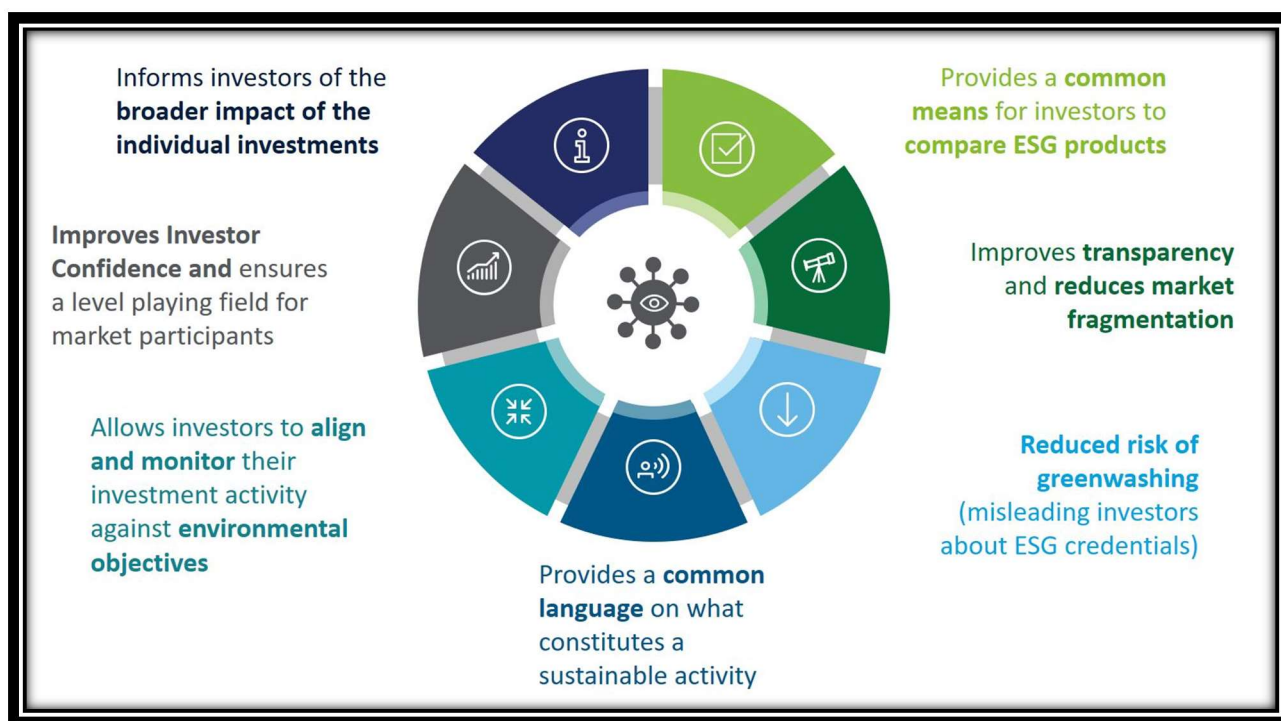 Informs investors of the
broader impact of the
individual investments
Provides a common
means for investors to
compare ESG products
Improves Investor
Confidence and ensures
a level playing field for
market participants
Improves transparency
and reduces market
fragmentation
Allows investors to align
and monitor their
investment activity
against environmental
objectives
Reduced risk of
greenwashing
(misleading investors
about ESG credentials)
Provides a common
language on what
constitutes a
sustainable activity